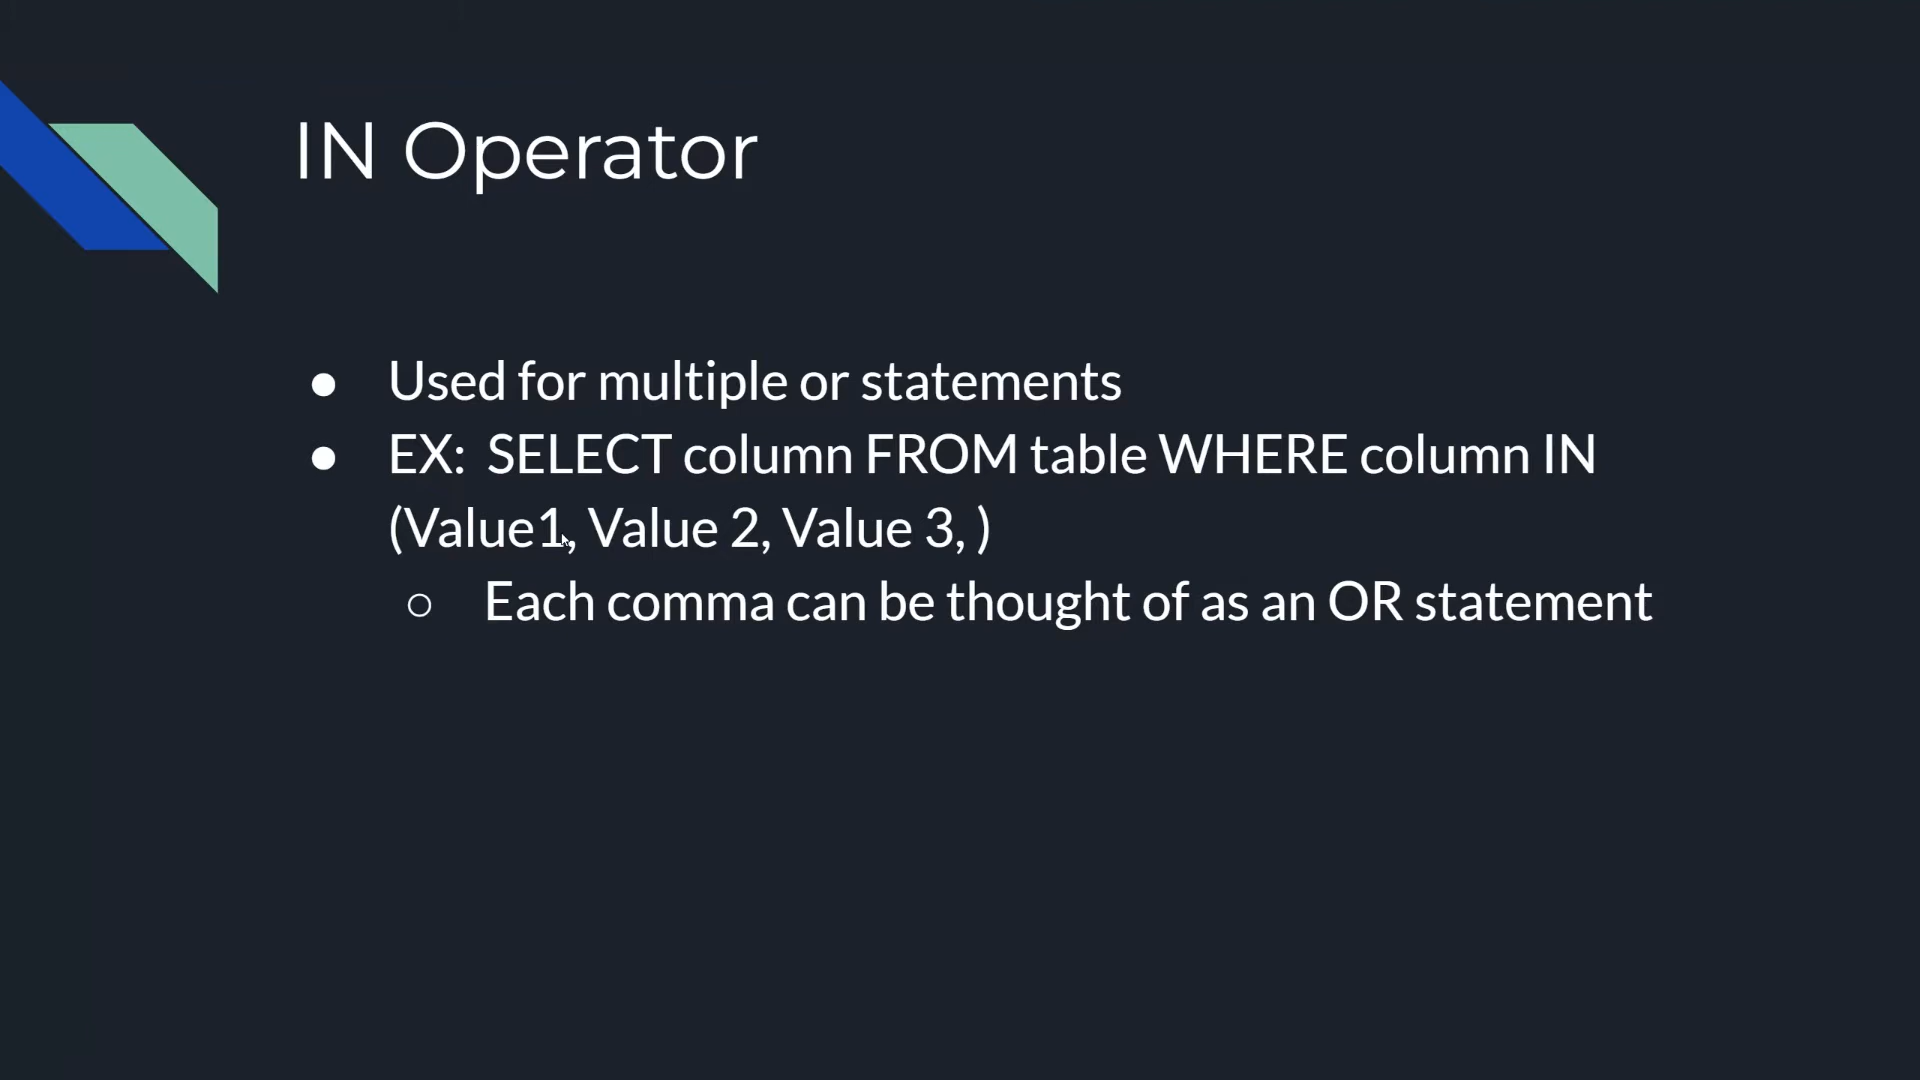 IN Operator
● Used for multiple or statements
● EX: SELECT column FROM table WHERE column IN
(Value1, Value 2, Value 3, )
○ Each comma can be thought of as an OR statement